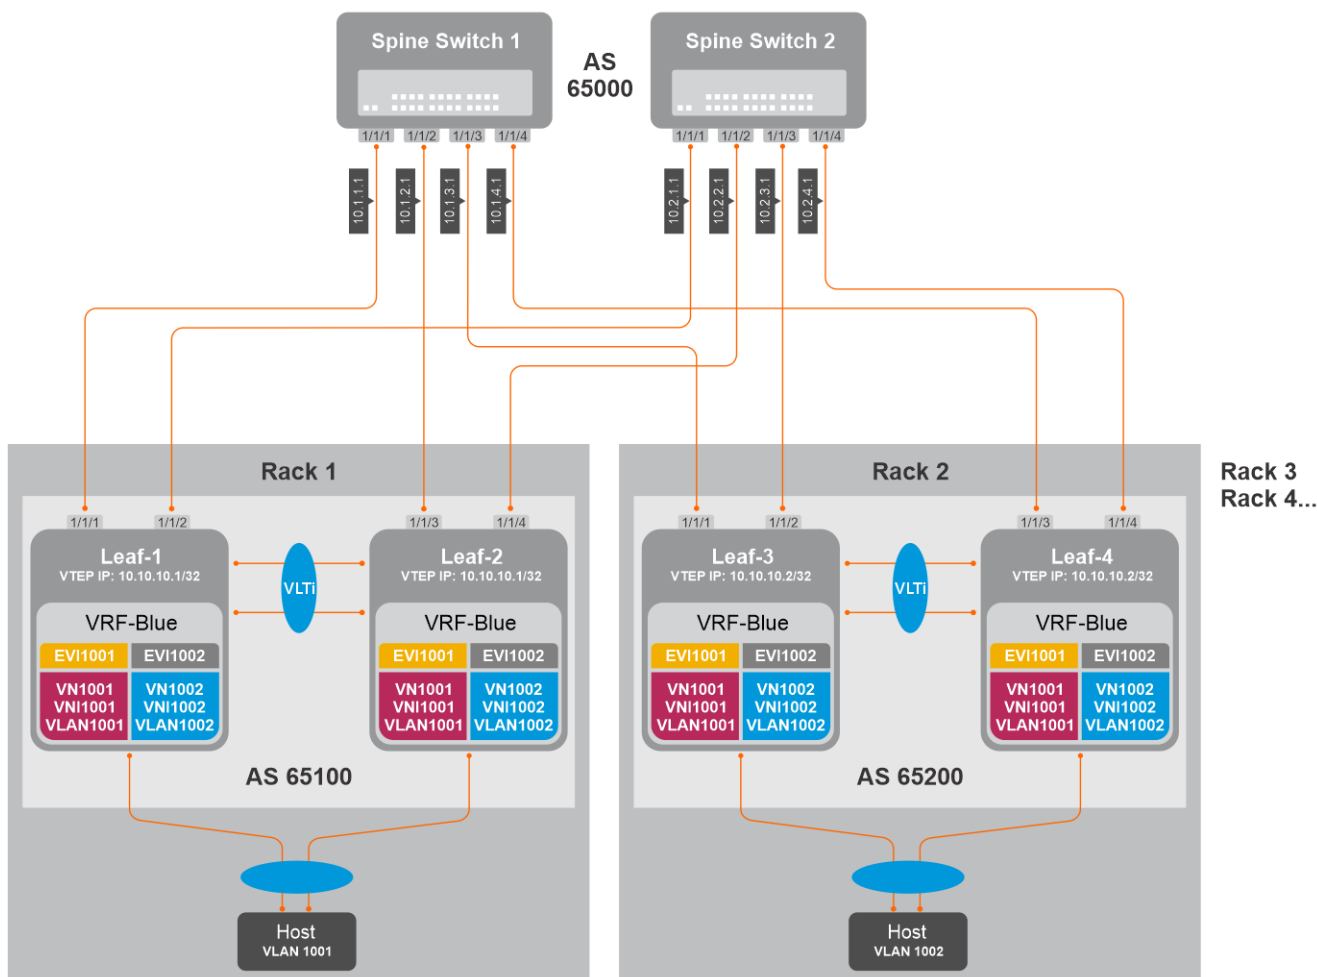 Spine Switch 1
AS
65000
Spine Switch 2
1/1/1
1/1/2
1/1/3
1/1/4
1/1/1
1/1/2
1/1/3
1/1/4
10.1.1.1
10.1.2.1
10.1.3.1
10.1.4.1
10.2.1.1
10.2.2.1
10.2.3.1
10.2.4.1
Rack 1
1/1/1
1/1/2
1/1/3
1/1/4
Leaf-1
VTEP IP: 10.10.10.1/32
VRF-Blue
EVI1001
EVI1002
VN1001
VNI1001
VLAN1001
VN1002
VNI1002
VLAN1002
VLTi
Leaf-2
VTEP IP: 10.10.10.1/32
VRF-Blue
EVI1001
EVI1002
VN1001
VNI1001
VLAN1001
VN1002
VNI1002
VLAN1002
AS 65100
Host
VLAN 1001
Rack 2
1/1/1
1/1/2
1/1/3
1/1/4
Leaf-3
VTEP IP: 10.10.10.2/32
VRF-Blue
EVI1001
EVI1002
VN1001
VNI1001
VLAN1001
VN1002
VNI1002
VLAN1002
VLTi
Leaf-4
VTEP IP: 10.10.10.2/32
VRF-Blue
EVI1001
EVI1002
VN1001
VNI1001
VLAN1001
VN1002
VNI1002
VLAN1002
AS 65200
Host
VLAN 1002
Rack 3
Rack 4...